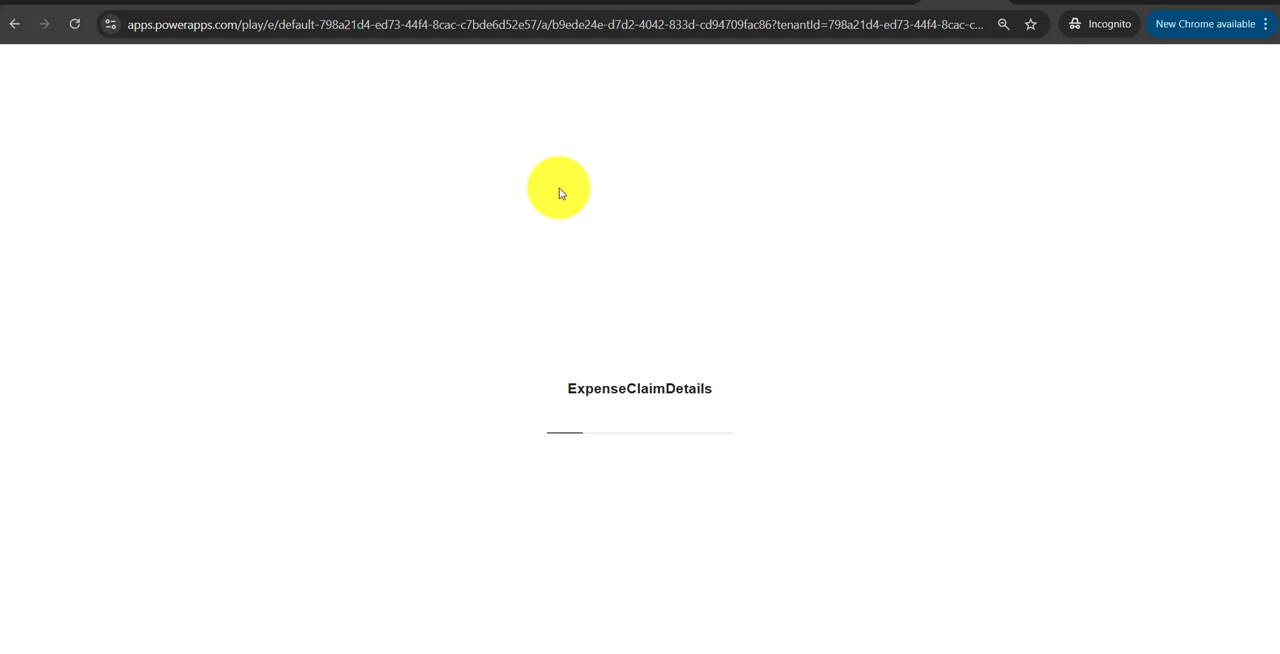 apps.powerapps.com/play/e/default-798a21d4-ed73-44f4-8cac-c7bde6d52e57/a/b9ede24e-d7d2-4042-833d-cd94709fac86?tenantId=798a21d4-ed73-44f4-8cac-c...
Incognito
New Chrome available
ExpenseClaimDetails